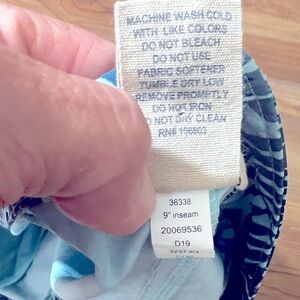 MACHINE WASH COLD
WITH LIKE COLORS
DO NOT BLEACH
DO NOT USE
FABRIC SOFTENER
TUMBLE DRY LOW
REMOVE PROMPTLY
DO NOT IRON
DO NOT DRY CLEAN
RN# 196803
36338
9" inseam
20069536
D19